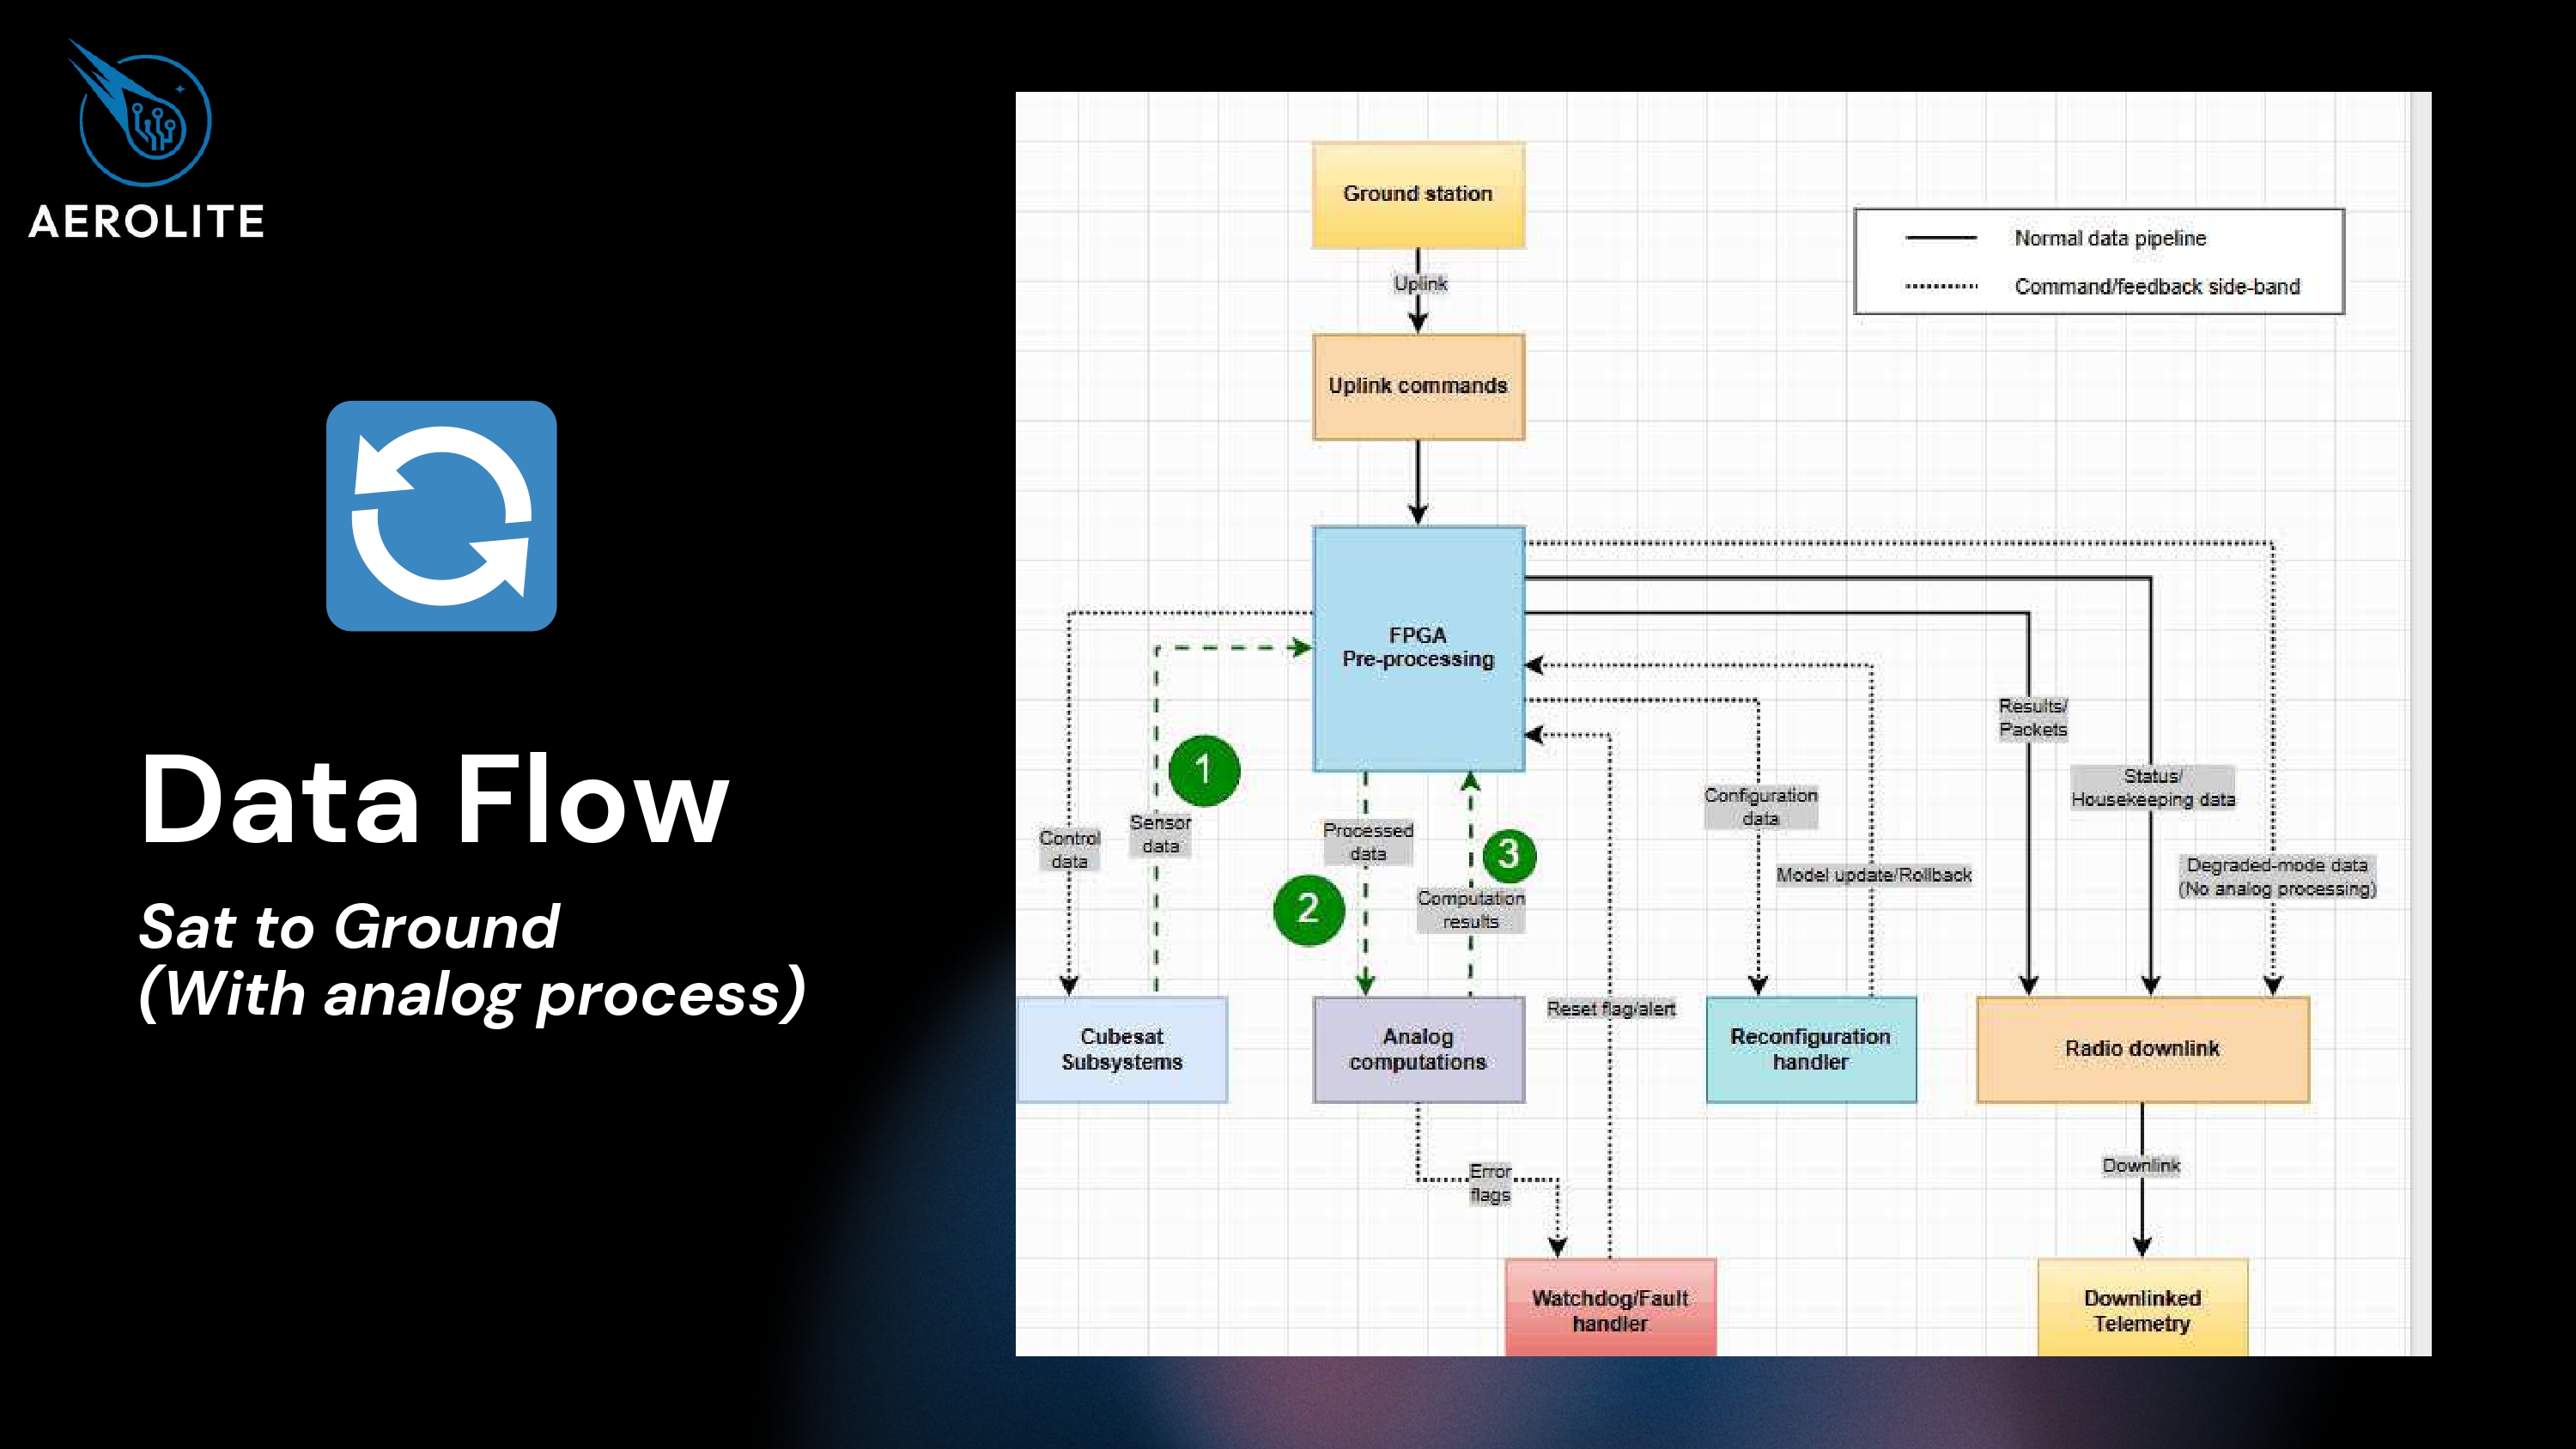 AEROLITE
Data Flow
Sat to Ground
(With analog process)
Ground station
Normal data pipeline
Command/feedback side-band
Uplink
Uplink commands
FPGA
Pre-processing
Results/
Packets
1
Status/
Housekeeping data
Configuration
data
Sensor
data
Control
data
Processed
data
3
Degraded-mode data
(No analog processing)
Model update/Rollback
2
Computation
results
Reset flag/alert
Cubesat
Subsystems
Analog
computations
Reconfiguration
handler
Radio downlink
Error
flags
Downlink
Watchdog/Fault
handler
Downlinked
Telemetry